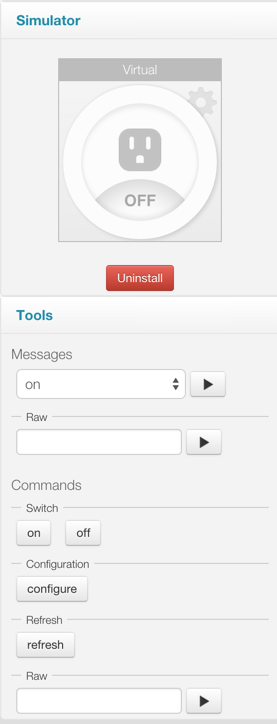 Simulator
Virtual
OFF
Uninstall
Tools
Messages
on
Raw
Commands
Switch
on off
Configuration
configure
Refresh
refresh
Raw